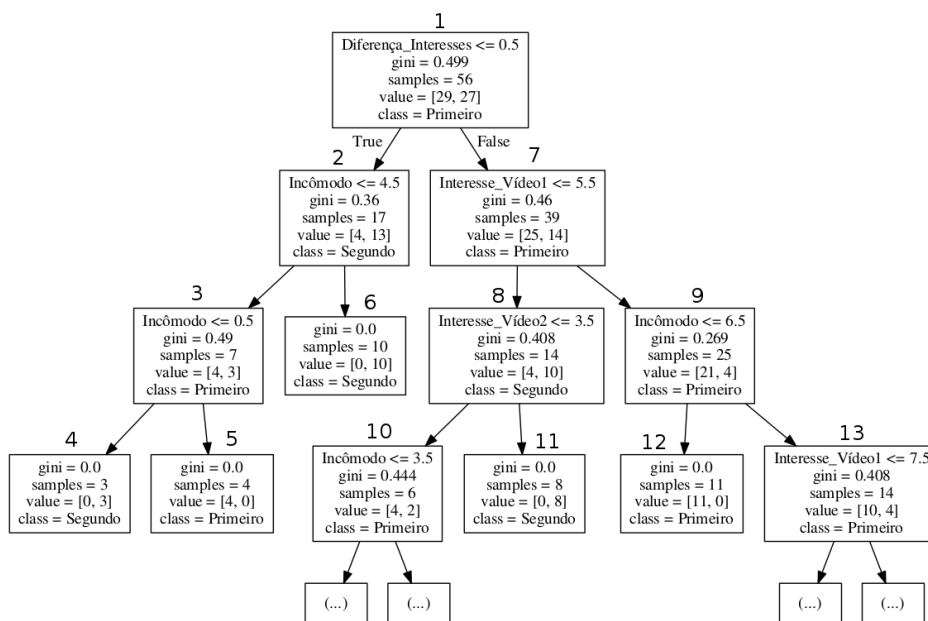 1
Diferença_Interesses <= 0.5
gini = 0.499
samples = 56
value = [29, 27]
class = Primeiro
True
False
2
Incômodo <= 4.5
gini = 0.36
samples = 17
value = [4, 13]
class = Segundo
7
Interesse_Vídeo1 <= 5.5
gini = 0.46
samples = 39
value = [25, 14]
class = Primeiro
3
Incômodo <= 0.5
gini = 0.49
samples = 7
value = [4, 3]
class = Primeiro
6
gini = 0.0
samples = 10
value = [0, 10]
class = Segundo
8
Interesse_Vídeo2 <= 3.5
gini = 0.408
samples = 14
value = [4, 10]
class = Segundo
9
Incômodo <= 6.5
gini = 0.269
samples = 25
value = [21, 4]
class = Primeiro
4
gini = 0.0
samples = 3
value = [0, 3]
class = Segundo
5
gini = 0.0
samples = 4
value = [4, 0]
class = Primeiro
10
Incômodo <= 3.5
gini = 0.444
samples = 6
value = [4, 2]
class = Primeiro
11
gini = 0.0
samples = 8
value = [0, 8]
class = Segundo
12
gini = 0.0
samples = 11
value = [11, 0]
class = Primeiro
13
Interesse_Vídeo1 <= 7.5
gini = 0.408
samples = 14
value = [10, 4]
class = Primeiro
(...)
(...)
(...)
(...)